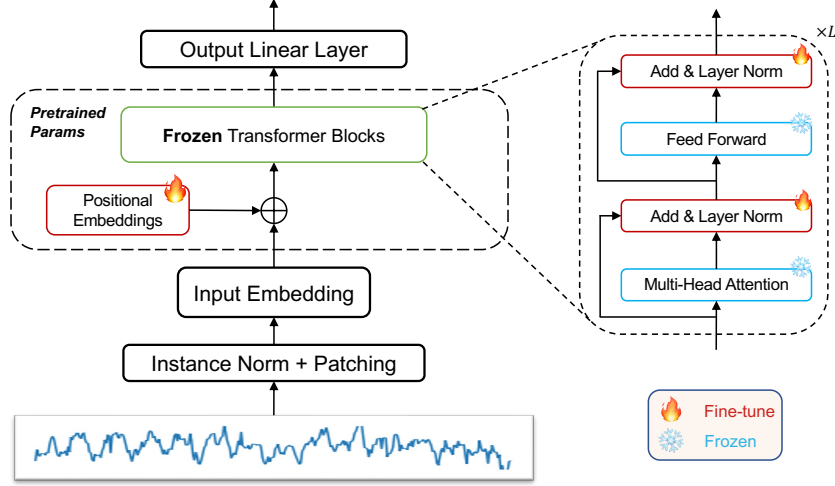 Output Linear Layer
Pretrained
Params
Frozen Transformer Blocks
Positional
Embeddings
Input Embedding
Instance Norm + Patching
×L
Add & Layer Norm
Feed Forward
Add & Layer Norm
Multi-Head Attention
Fine-tune
Frozen